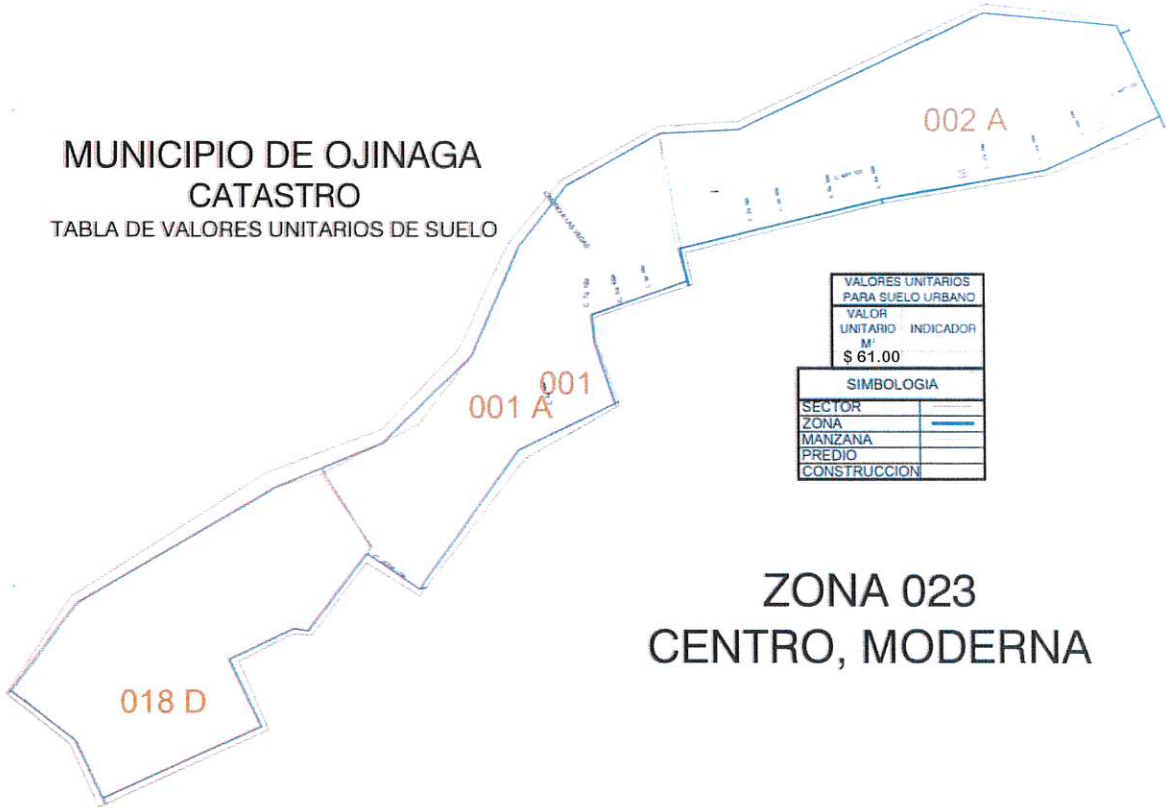 MUNICIPIO DE OJINAGA
CATASTRO
TABLA DE VALORES UNITARIOS DE SUELO
002 A
VALORES UNITARIOS
PARA SUELO URBANO
VALOR
UNITARIO INDICADOR
M²
$ 61.00
SIMBOLOGIA
SECTOR
ZONA
MANZANA
PREDIO
CONSTRUCCION
001
001 A
018 D
ZONA 023
CENTRO, MODERNA